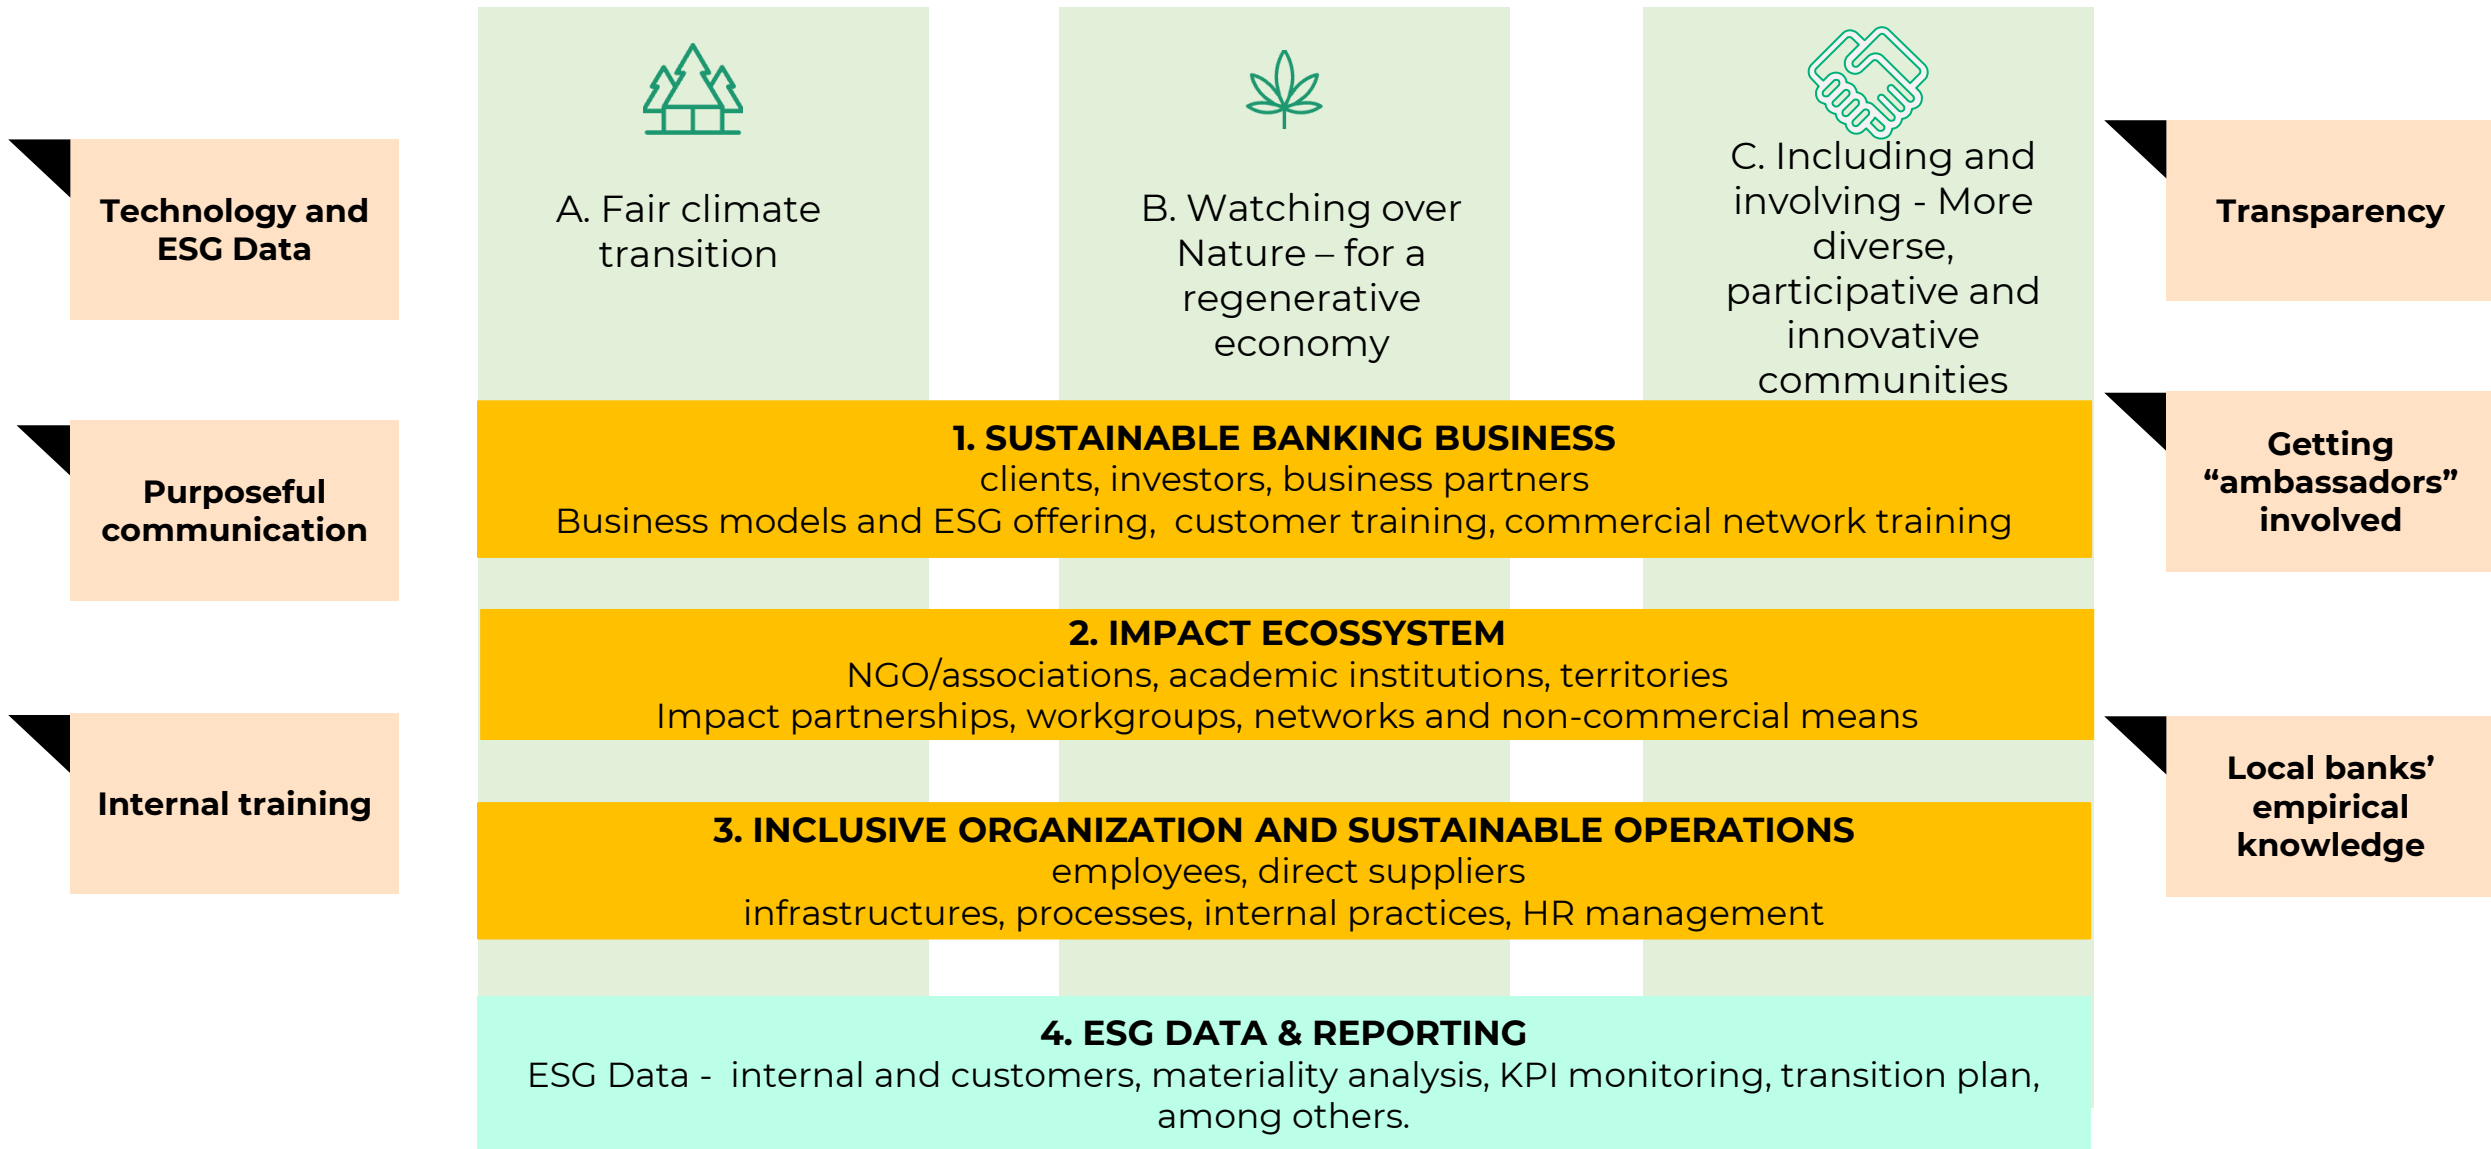 Technology and
ESG Data
Purposeful
communication
Internal training
A. Fair climate
transition
B. Watching over
Nature – for a
regenerative
economy
C. Including and
involving - More
diverse,
participative and
innovative
communities
1. SUSTAINABLE BANKING BUSINESS
clients, investors, business partners
Business models and ESG offering,  customer training, commercial network training
2. IMPACT ECOSSYSTEM
NGO/associations, academic institutions, territories
Impact partnerships, workgroups, networks and non-commercial means
3. INCLUSIVE ORGANIZATION AND SUSTAINABLE OPERATIONS
employees, direct suppliers
infrastructures, processes, internal practices, HR management
4. ESG DATA & REPORTING
ESG Data -  internal and customers, materiality analysis, KPI monitoring, transition plan,
among others.
Transparency
Getting
“ambassadors”
involved
Local banks’
empirical
knowledge